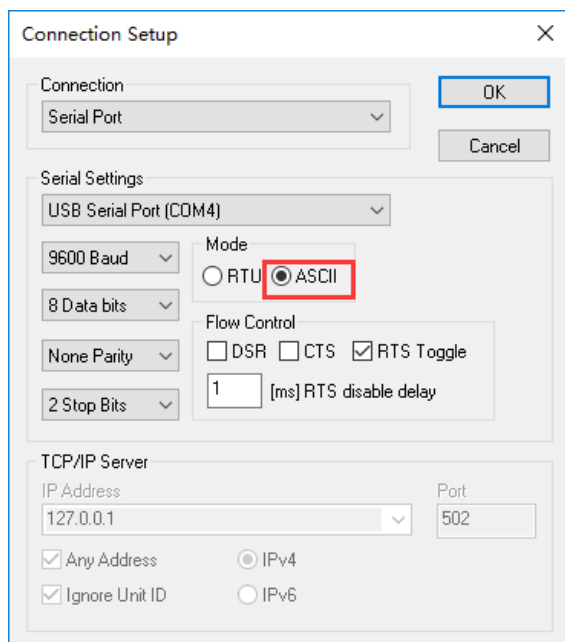 Connection Setup
Connection
OK
Serial Port
Cancel
Serial Settings
USB Serial Port (COM4)
Mode
9600 Baud
RTU ASCII
8 Data bits
Flow Control
DSR CTS RTS Toggle
None Parity
1 [ms] RTS disable delay
2 Stop Bits
TCP/IP Server
IP Address Port
127.0.0.1 502
Any Address IPv4
Ignore Unit ID IPv6